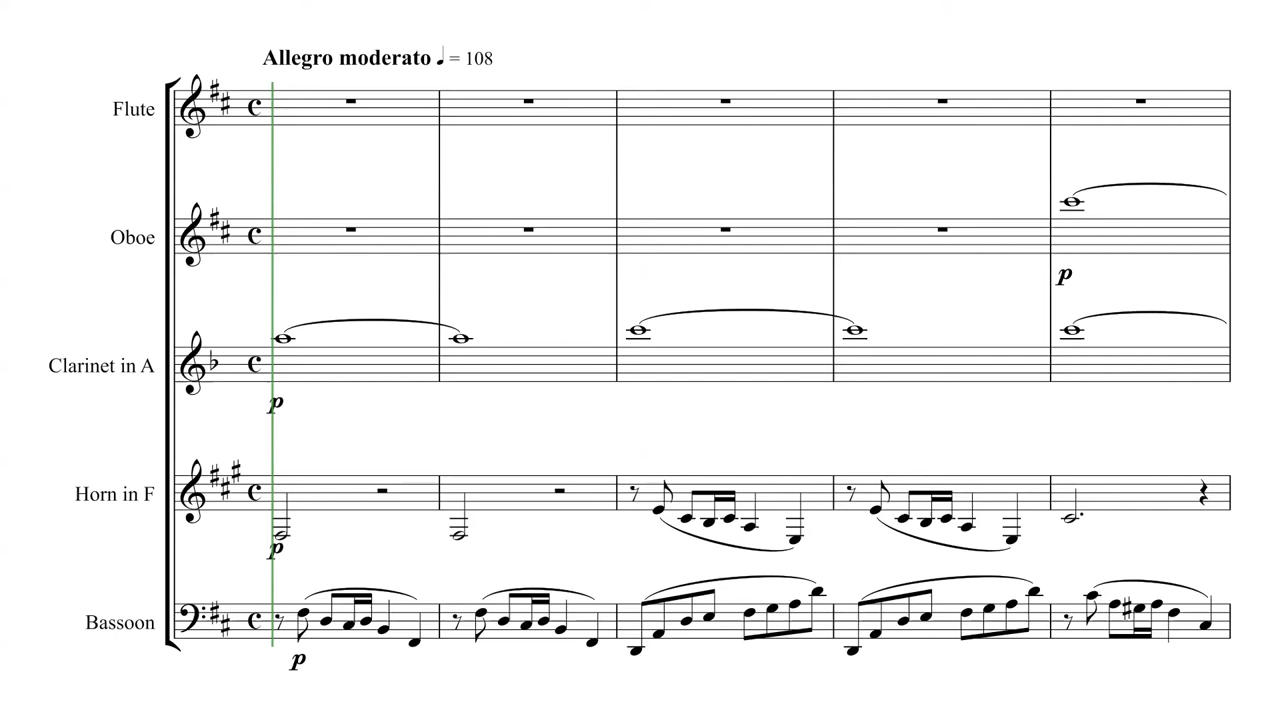 Allegro moderato ♩ = 108
Flute
Oboe
p
Clarinet in A
p
Horn in F
p
Bassoon
p